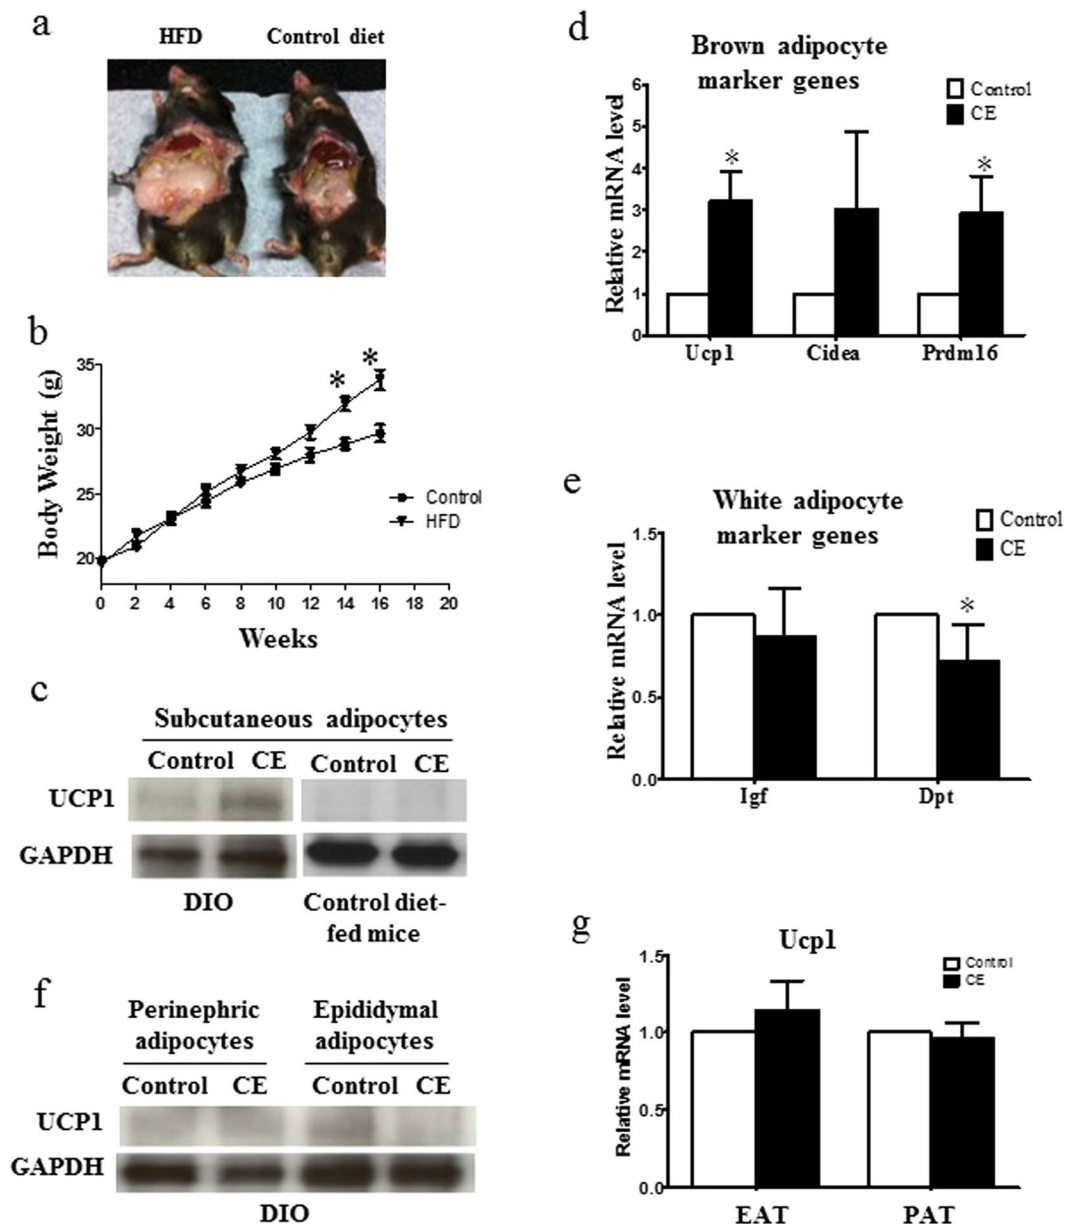 a
HFD Control diet
b
Body Weight (g)
35
30
25
20
0 2 4 6 8 10 12 14 16 18 20
Weeks
* *
Control
HFD
c
Subcutaneous adipocytes
Control CE Control CE
UCP1
GAPDH
DIO Control diet-
fed mice
f
Perinephric Epididymal
adipocytes adipocytes
Control CE Control CE
UCP1
GAPDH
DIO
d
Brown adipocyte
marker genes
Control
CE
Relative mRNA level
6
5
4
3
2
1
0
* *
Ucp1 Cidea Prdm16
e
White adipocyte
marker genes
Control
CE
Relative mRNA level
1.5
1.0
0.5
0.0
*
Igf Dpt
g
Ucp1
Control
CE
Relative mRNA level
1.5
1.0
0.5
0.0
EAT PAT